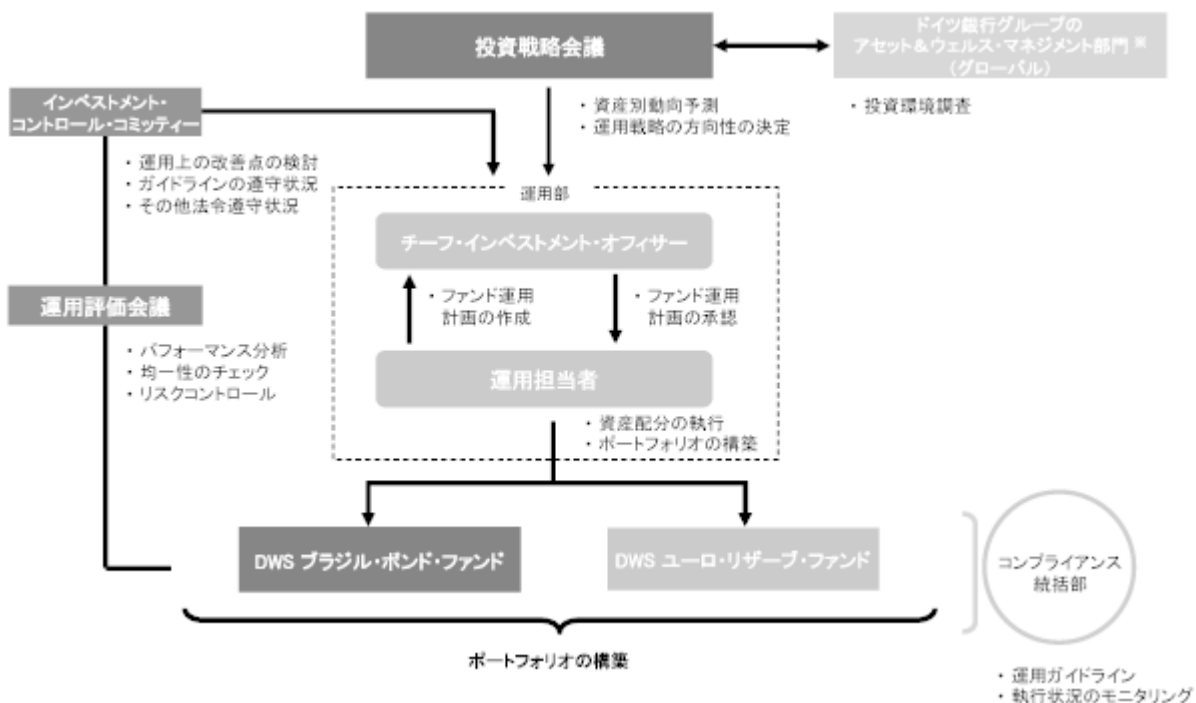 投資戦略会議
ドイツ銀行グループの
アセット＆ウェルス・マネジメント部門※
（グローバル）
・資産別動向予測
・運用戦略の方向性の決定
・投資環境調査
インベストメント・
コントロール・コミッティー
・運用上の改善点の検討
・ガイドラインの遵守状況
・その他法令遵守状況
運用部
チーフ・インベストメント・オフィサー
・ファンド運用
計画の作成
・ファンド運用
計画の承認
運用評価会議
・パフォーマンス分析
・均一性のチェック
・リスクコントロール
運用担当者
・資産配分の執行
・ポートフォリオの構築
DWS ブラジル・ボンド・ファンド
DWS ユーロ・リザーブ・ファンド
コンプライアンス
統括部
ポートフォリオの構築
・運用ガイドライン
・執行状況のモニタリング